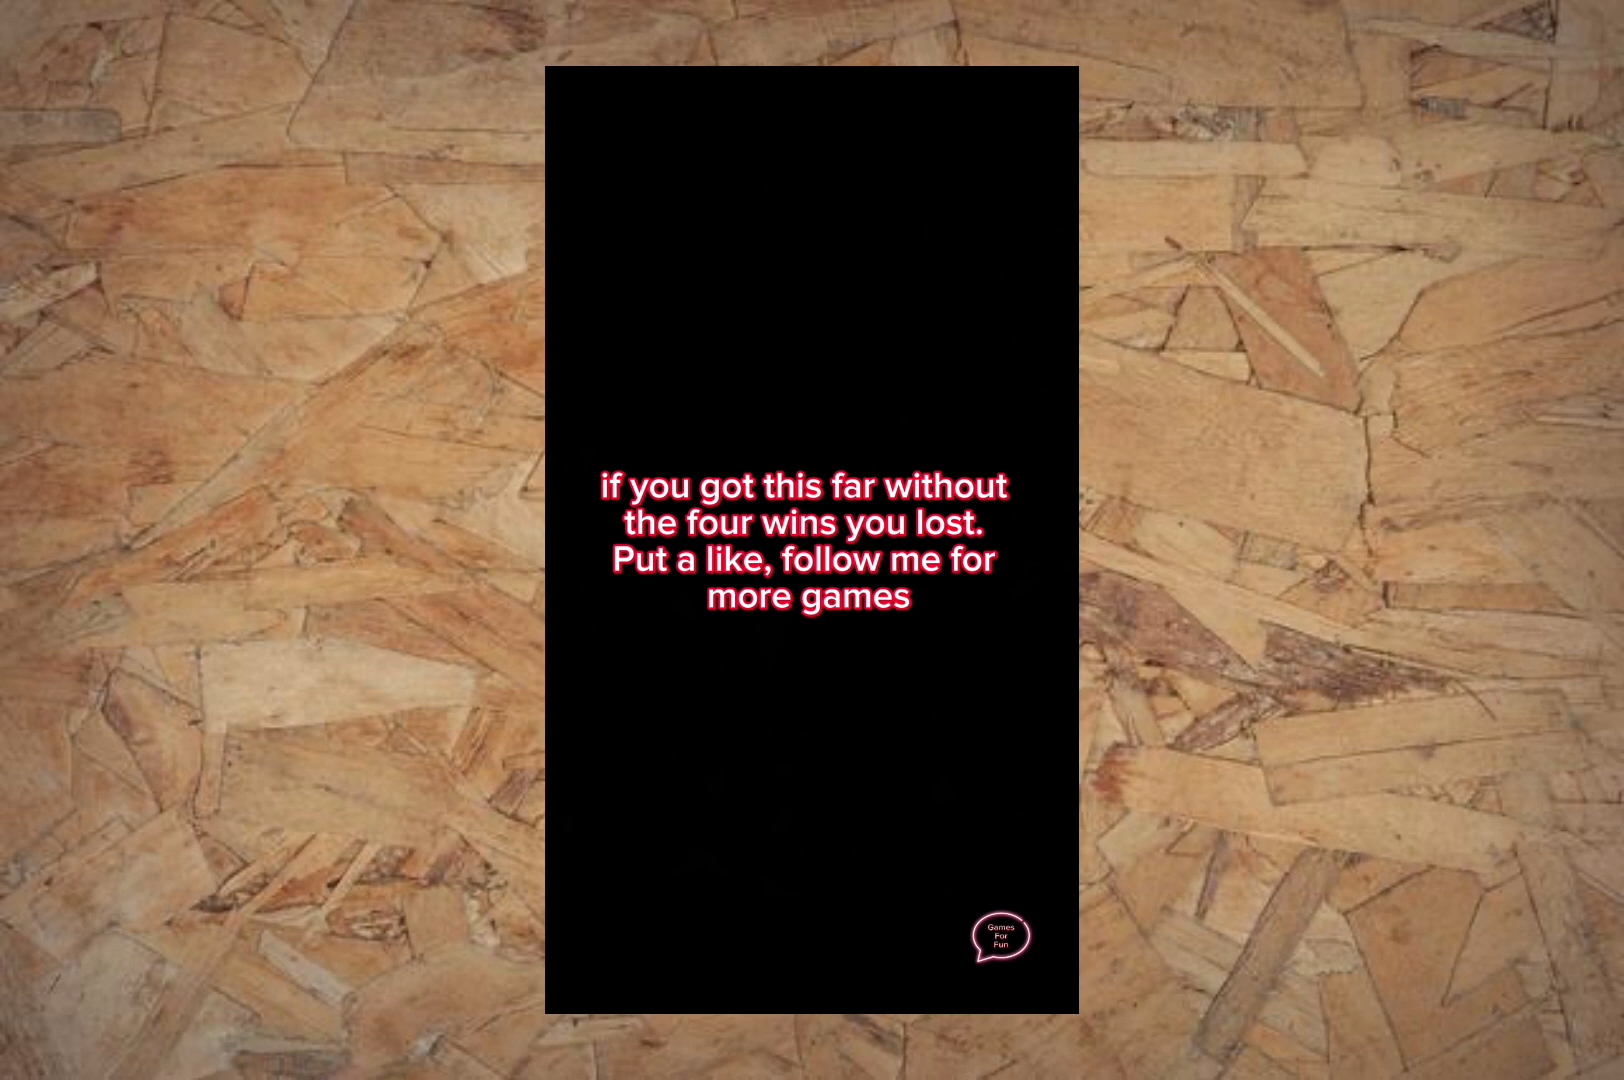 if you got this far without
the four wins you lost.
Put a like, follow me for
more games
Games
For
Fun